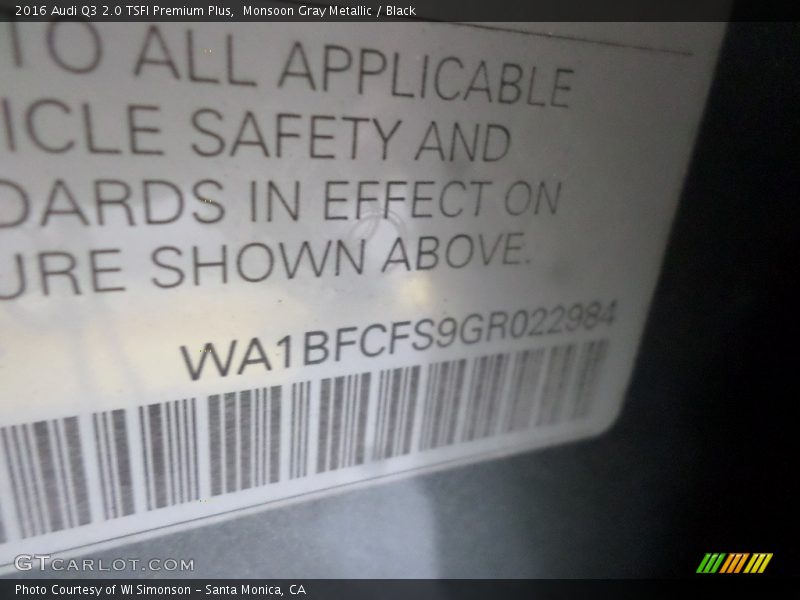 2016 Audi Q3 2.0 TSFI Premium Plus,  Monsoon Gray Metallic / Black
TO ALL APPLICABLE
ICLE SAFETY AND
DARDS IN EFFECT ON
URE SHOWN ABOVE.
WA1BFCFS9GR022984
GTCARLOT.COM
Photo Courtesy of WI Simonson - Santa Monica, CA